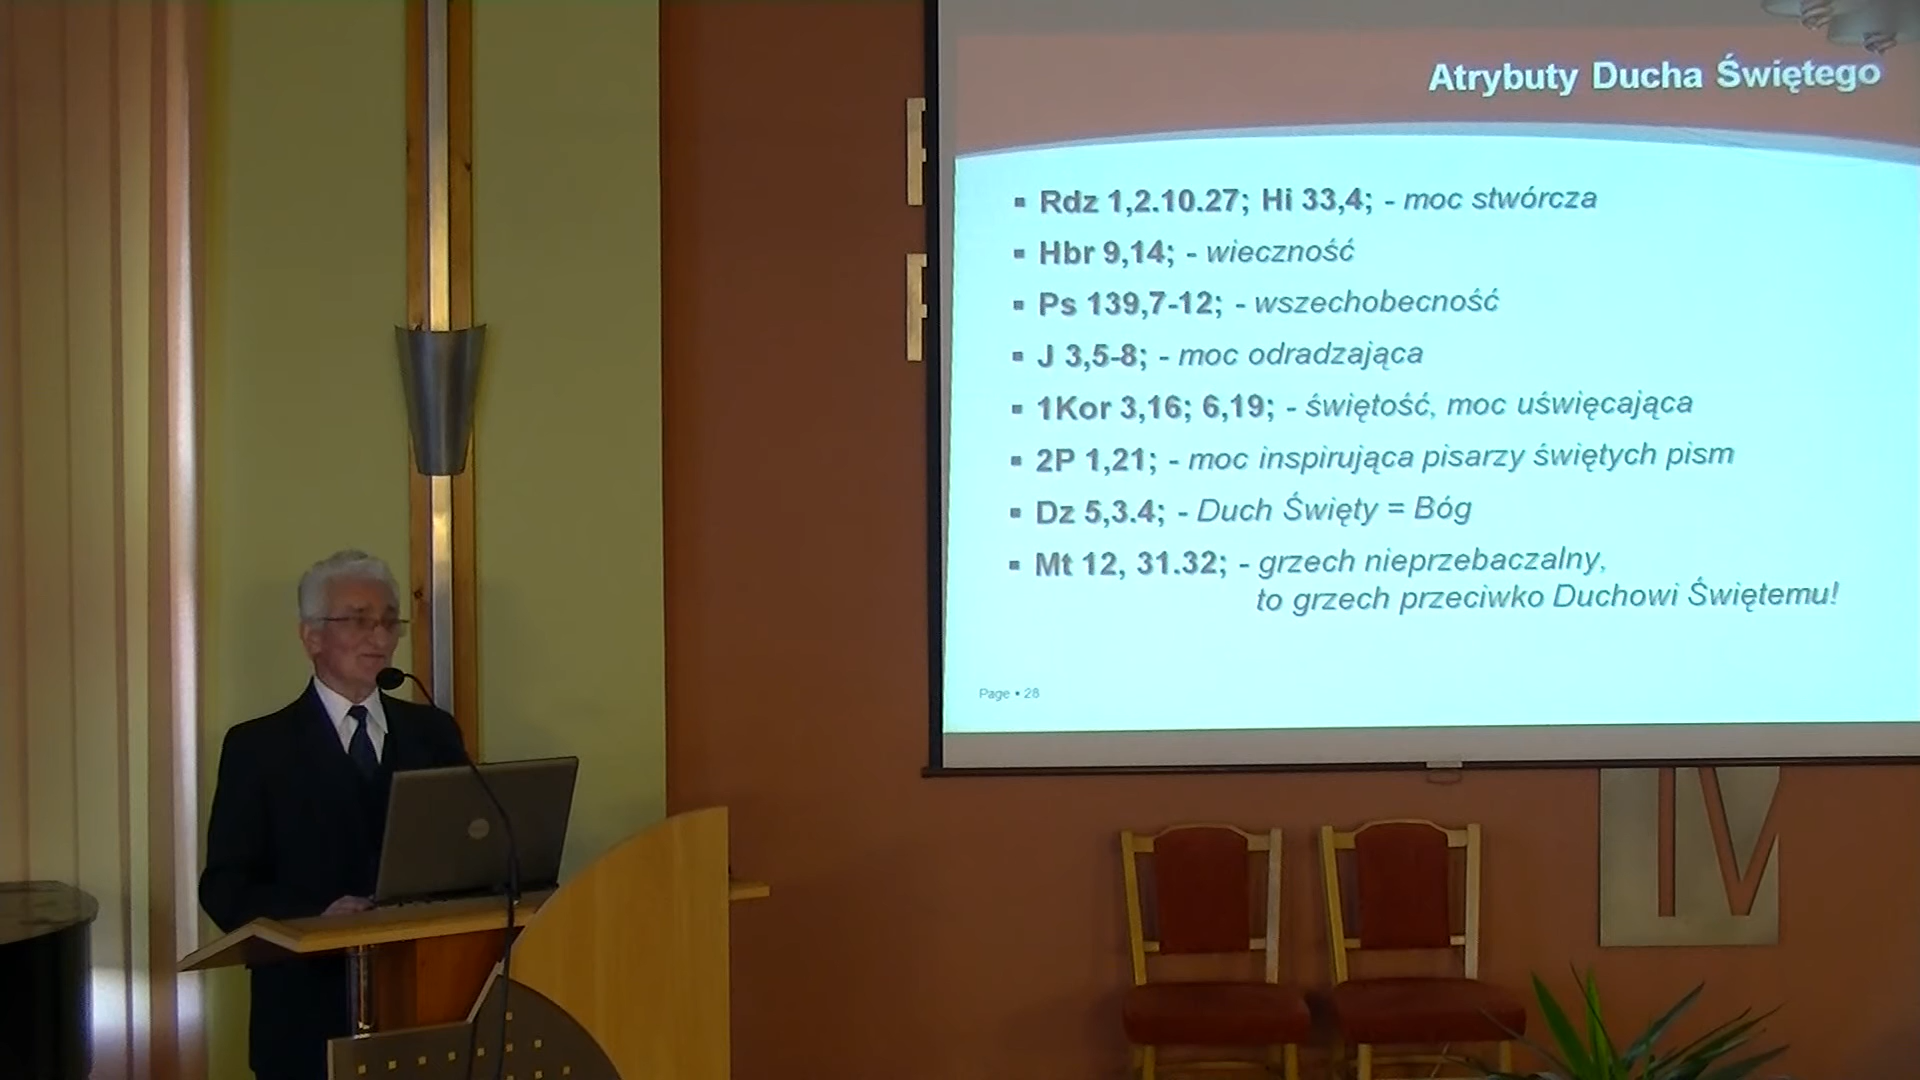 Atrybuty Ducha Świętego
▪ Rdz 1,2.10.27; Hi 33,4; - moc stwórcza
▪ Hbr 9,14; - wieczność
▪ Ps 139,7-12; - wszechobecność
▪ J 3,5-8; - moc odradzająca
▪ 1Kor 3,16; 6,19; - świętość, moc uświęcająca
▪ 2P 1,21; - moc inspirująca pisarzy świętych pism
▪ Dz 5,3.4; - Duch Święty = Bóg
▪ Mt 12, 31.32; - grzech nieprzebaczalny,
to grzech przeciwko Duchowi Świętemu!
Page ▪ 28
IV